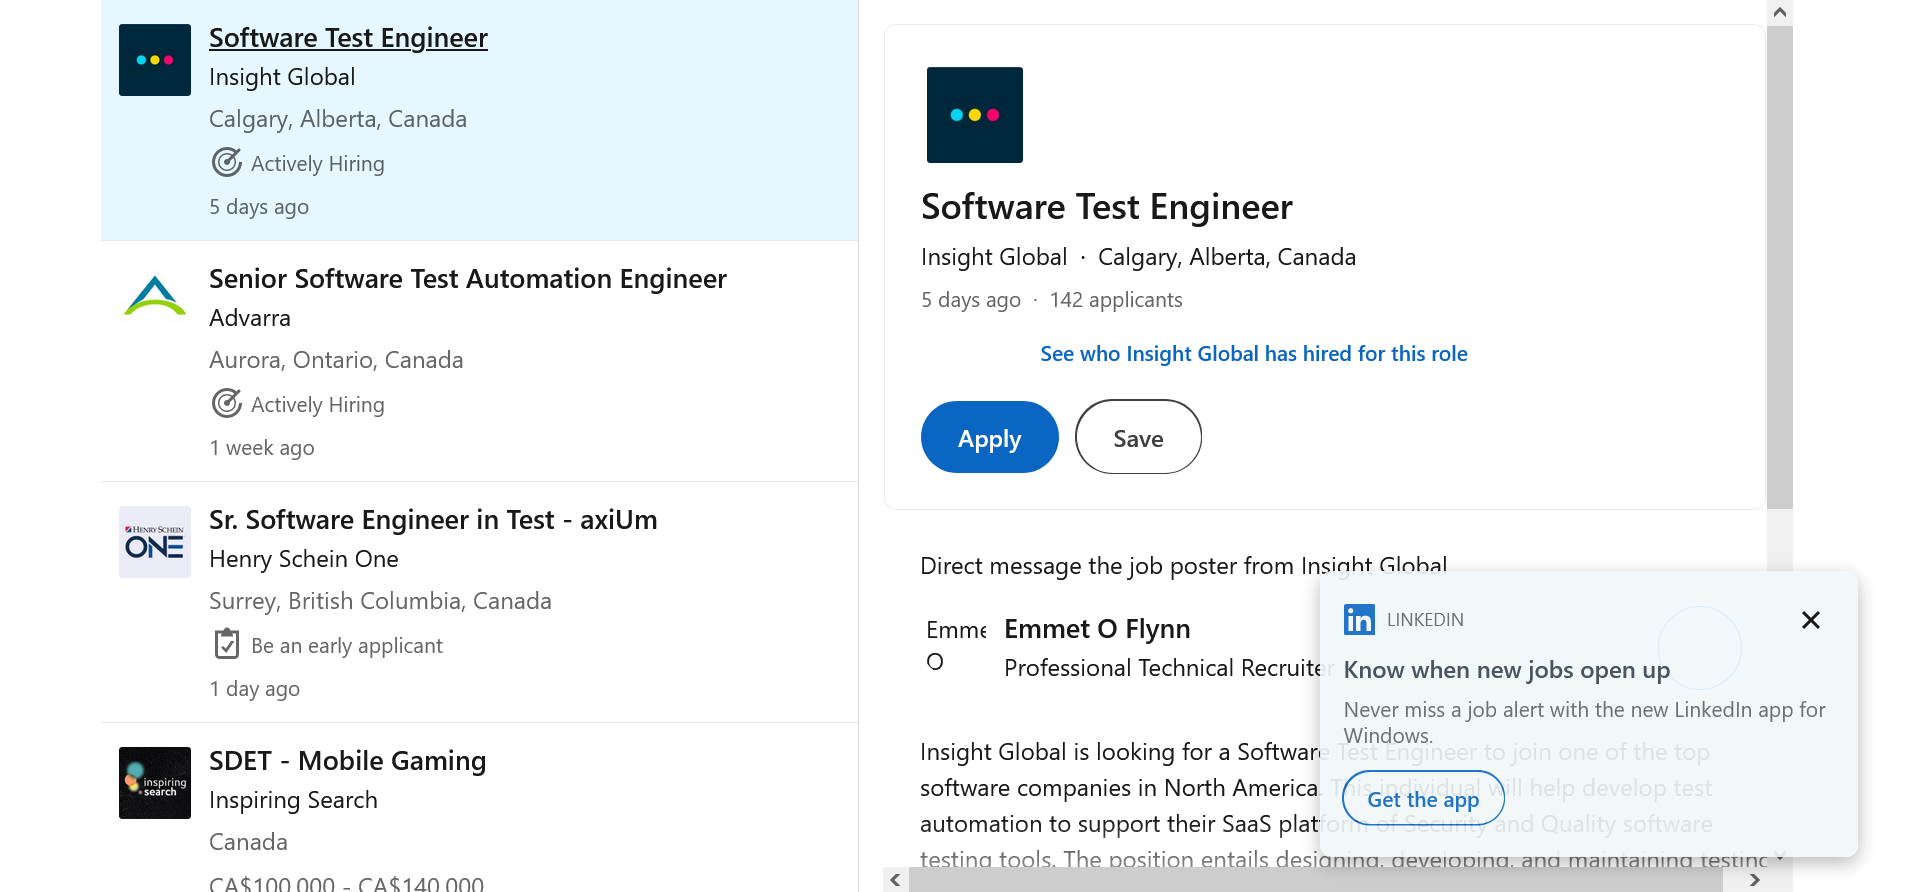 Software Test Engineer
Insight Global
Calgary, Alberta, Canada
Actively Hiring
5 days ago
Senior Software Test Automation Engineer
Advarra
Aurora, Ontario, Canada
Actively Hiring
1 week ago
HENRY SCHEIN
ONE
Sr. Software Engineer in Test - axiUm
Henry Schein One
Surrey, British Columbia, Canada
Be an early applicant
1 day ago
inspiring
search
SDET - Mobile Gaming
Inspiring Search
Canada
CA$100,000 - CA$140,000
Software Test Engineer
Insight Global · Calgary, Alberta, Canada
5 days ago · 142 applicants
See who Insight Global has hired for this role
Apply
Save
Direct message the job poster from Insight Global
Emme
O
Emmet O Flynn
Professional Technical Recruiter
Insight Global is looking for a Software Test Engineer to join one of the top
software companies in North America. This individual will help develop test
automation to support their SaaS platform of Security and Quality software
testing tools. The position entails designing, developing, and maintaining testing
in LINKEDIN
Know when new jobs open up
Never miss a job alert with the new LinkedIn app for
Windows.
Get the app